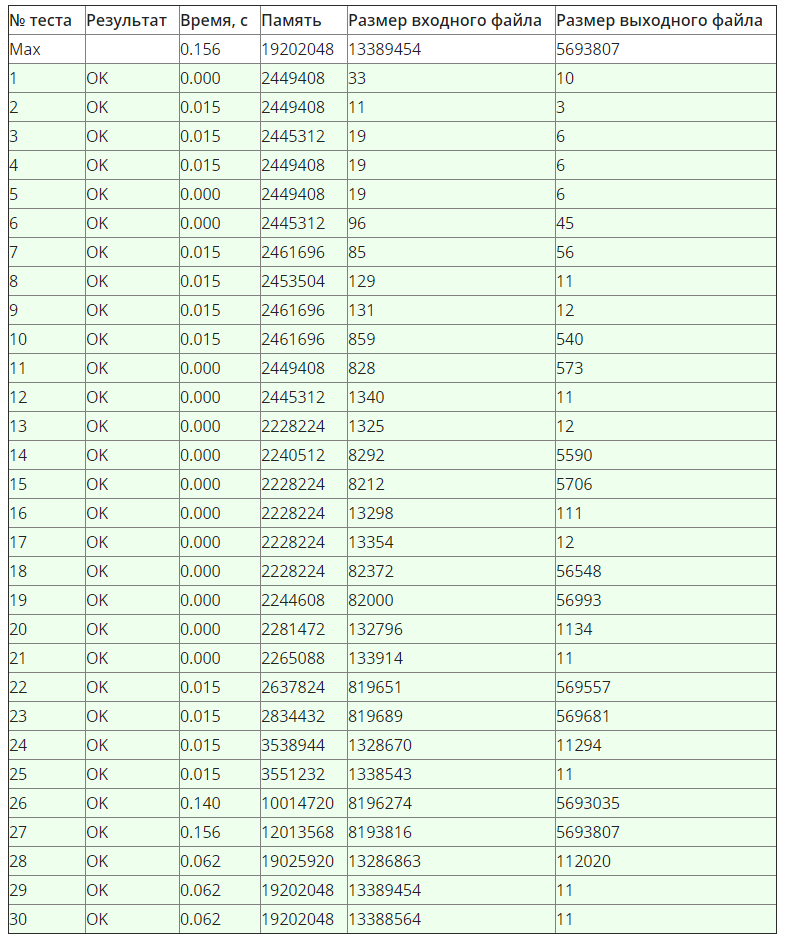 № теста Результат Время, с Память Размер входного файла Размер выходного файла
Max 0.156 19202048 13389454 5693807
1 OK 0.000 2449408 33 10
2 OK 0.015 2449408 11 3
3 OK 0.015 2445312 19 6
4 OK 0.015 2449408 19 6
5 OK 0.000 2449408 19 6
6 OK 0.000 2445312 96 45
7 OK 0.015 2461696 85 56
8 OK 0.015 2453504 129 11
9 OK 0.015 2461696 131 12
10 OK 0.015 2461696 859 540
11 OK 0.000 2449408 828 573
12 OK 0.000 2445312 1340 11
13 OK 0.000 2228224 1325 12
14 OK 0.000 2240512 8292 5590
15 OK 0.000 2228224 8212 5706
16 OK 0.000 2228224 13298 111
17 OK 0.000 2228224 13354 12
18 OK 0.000 2228224 82372 56548
19 OK 0.000 2244608 82000 56993
20 OK 0.000 2281472 132796 1134
21 OK 0.000 2265088 133914 11
22 OK 0.015 2637824 819651 569557
23 OK 0.015 2834432 819689 569681
24 OK 0.015 3538944 1328670 11294
25 OK 0.015 3551232 1338543 11
26 OK 0.140 10014720 8196274 5693035
27 OK 0.156 12013568 8193816 5693807
28 OK 0.062 19025920 13286863 112020
29 OK 0.062 19202048 13389454 11
30 OK 0.062 19202048 13388564 11